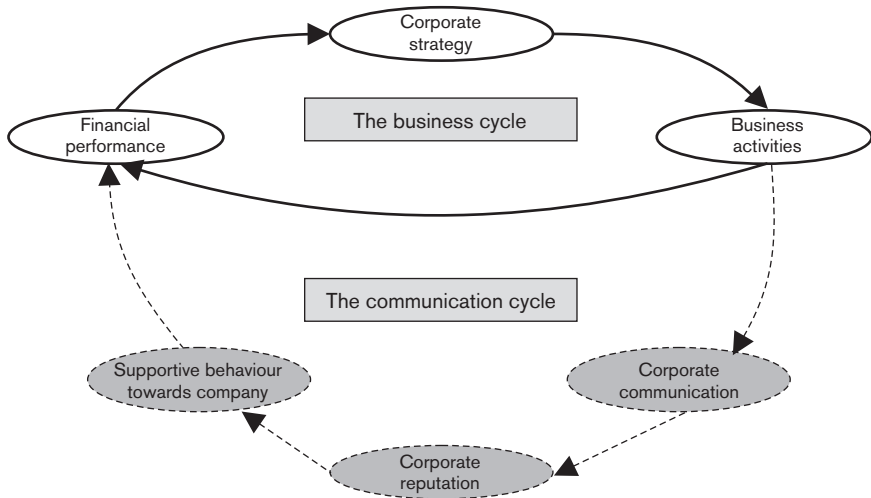 Corporate
strategy
Financial
performance
The business cycle
Business
activities
The communication cycle
Supportive behaviour
towards company
Corporate
communication
Corporate
reputation